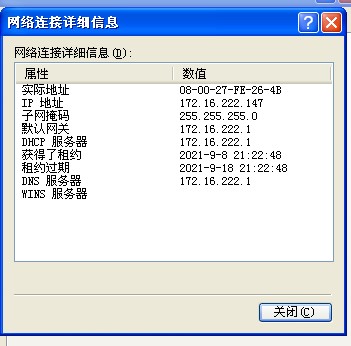 网络连接详细信息
网络连接详细信息(D):
属性 数值
实际地址 08-00-27-FE-26-4B
IP 地址 172.16.222.147
子网掩码 255.255.255.0
默认网关 172.16.222.1
DHCP 服务器 172.16.222.1
获得了租约 2021-9-8 21:22:48
租约过期 2021-9-18 21:22:48
DNS 服务器 172.16.222.1
WINS 服务器
关闭(C)